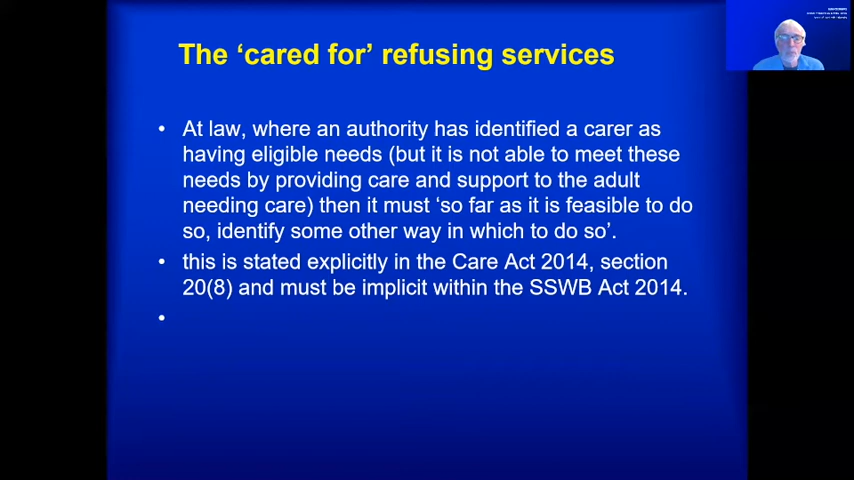 The ‘cared for’ refusing services
• At law, where an authority has identified a carer as
having eligible needs (but it is not able to meet these
needs by providing care and support to the adult
needing care) then it must ‘so far as it is feasible to do
so, identify some other way in which to do so’.
• this is stated explicitly in the Care Act 2014, section
20(8) and must be implicit within the SSWB Act 2014.
•